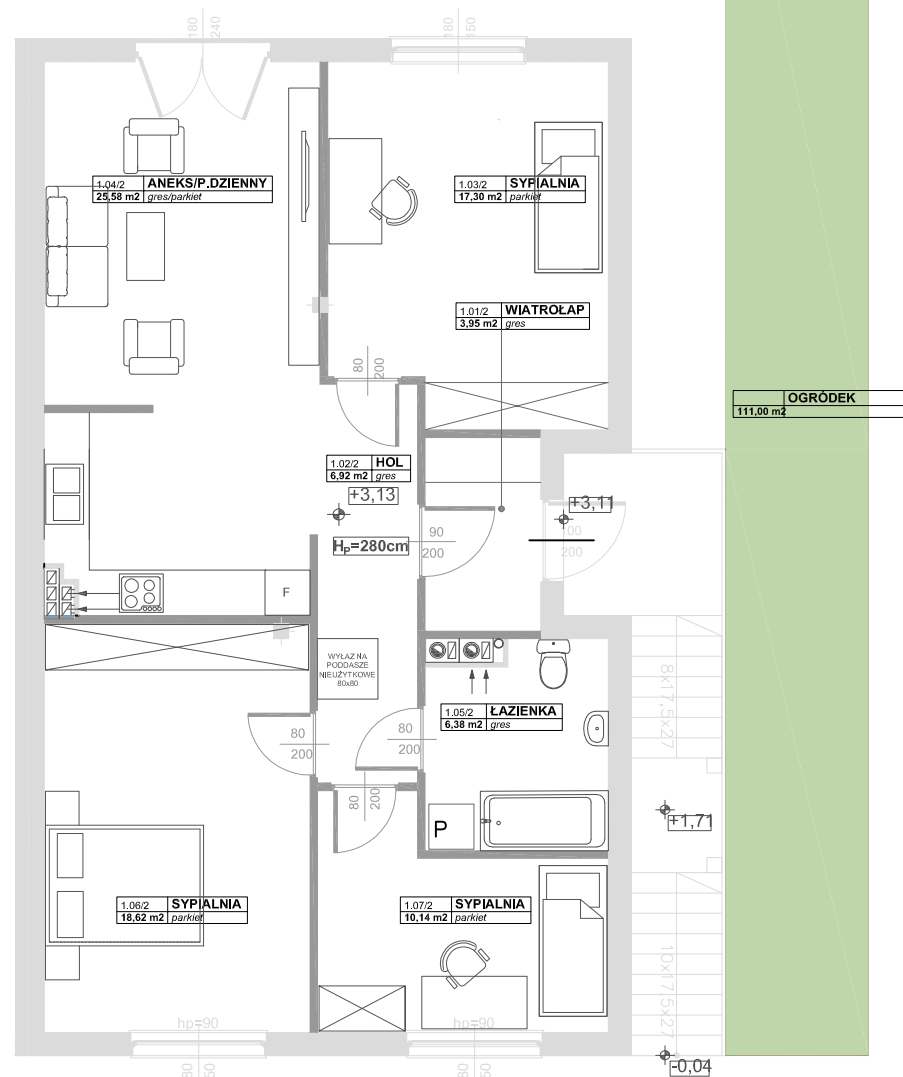 180
240
180
150
1.04/2 ANEKS/P.DZIENNY
25,58 m2 gres/parkiet
1.03/2 SYPIALNIA
17,30 m2 parkiet
1.01/2 WIATROŁAP
3,95 m2 gres
80
200
OGRÓDEK
111,00 m2
1.02/2 HOL
6,92 m2 gres
+3,13
+3,11
90
200
100
200
HP=280cm
F
WYŁAZ NA
PODDASZE
NIEUŻYTKOWE
80x80
8x17,5x27
1.05/2 ŁAZIENKA
6,38 m2 gres
80
200
80
200
80
200
P
+1,71
1.06/2 SYPIALNIA
18,62 m2 parkiet
1.07/2 SYPIALNIA
10,14 m2 parkiet
10x17,5x27
hp=90
hp=90
-0,04